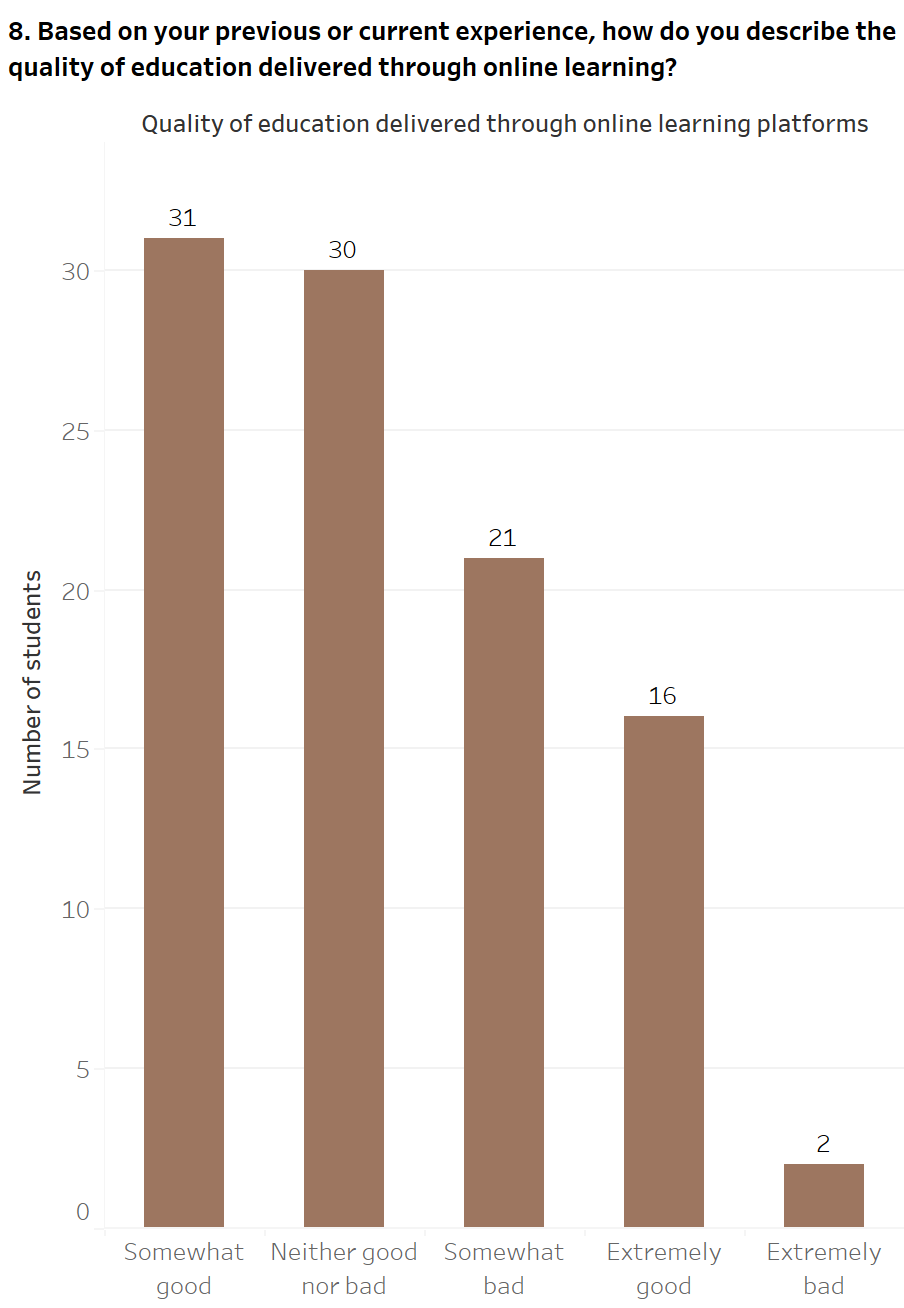 8. Based on your previous or current experience, how do you describe the
quality of education delivered through online learning?
Quality of education delivered through online learning platforms
31
30
21
16
2
Number of students
30
25
20
15
10
5
0
Somewhat good
Neither good nor bad
Somewhat bad
Extremely good
Extremely bad